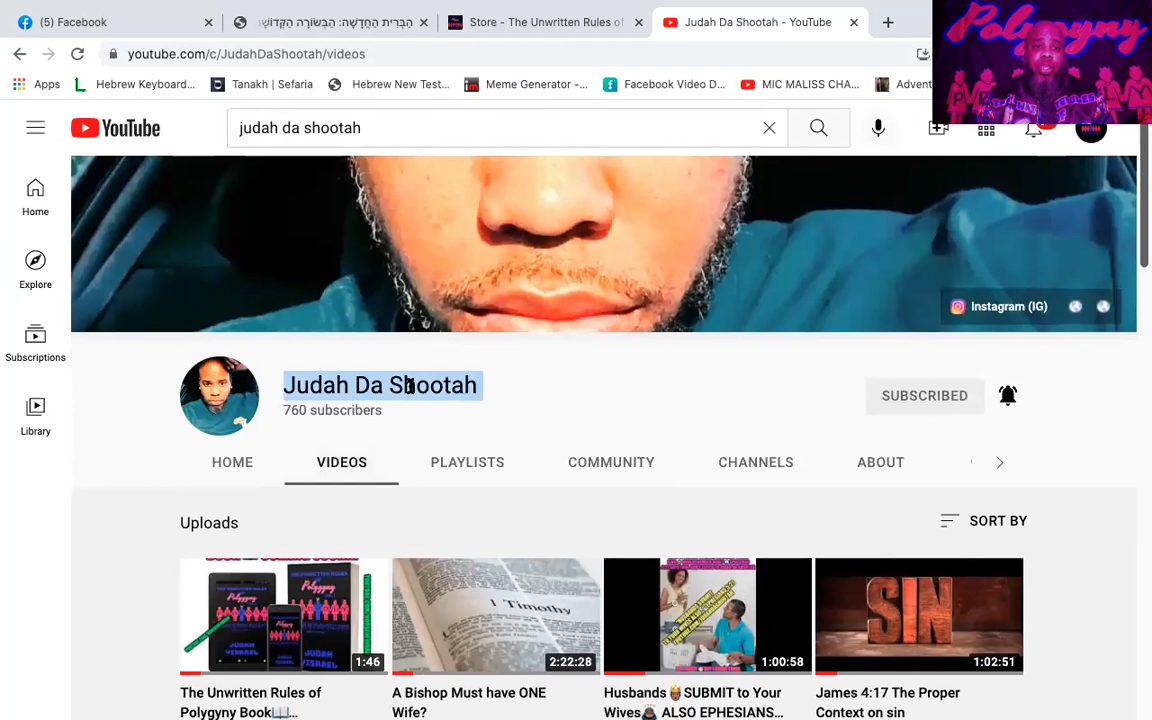 (5) Facebook
הַבְּרִית הַחֲדָשָׁה: הַבְּשׂוֹרָה הַקְּדוֹשָׁ
Store - The Unwritten Rules of
Judah Da Shootah - YouTube
youtube.com/c/JudahDaShootah/videos
Apps
Hebrew Keyboard...
Tanakh | Sefaria
Hebrew New Test...
Meme Generator -...
Facebook Video D...
MIC MALISS CHA...
Advent
Polygyny
YouTube
judah da shootah
Home
Explore
Subscriptions
Library
Instagram (IG)
Judah Da Shootah
760 subscribers
SUBSCRIBED
HOME
VIDEOS
PLAYLISTS
COMMUNITY
CHANNELS
ABOUT
Uploads
SORT BY
Polygyny
JUDAH
YISRAEL
1:46
1 Timothy
2:22:28
1:00:58
SIN
1:02:51
The Unwritten Rules of
Polygyny Book📖...
A Bishop Must have ONE
Wife?
Husbands🤴🏽SUBMIT to Your
Wives🙇🏾 ALSO EPHESIANS...
James 4:17 The Proper
Context on sin